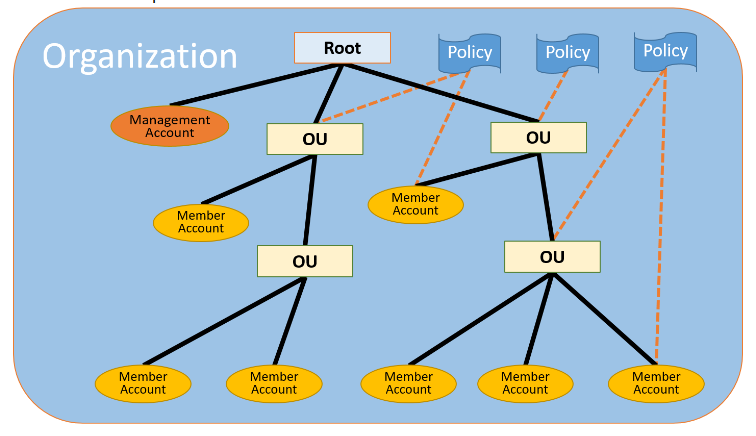 Organization
Root
Policy
Policy
Policy
Management
Account
OU
OU
Member
Account
Member
Account
OU
OU
Member
Account
Member
Account
Member
Account
Member
Account
Member
Account